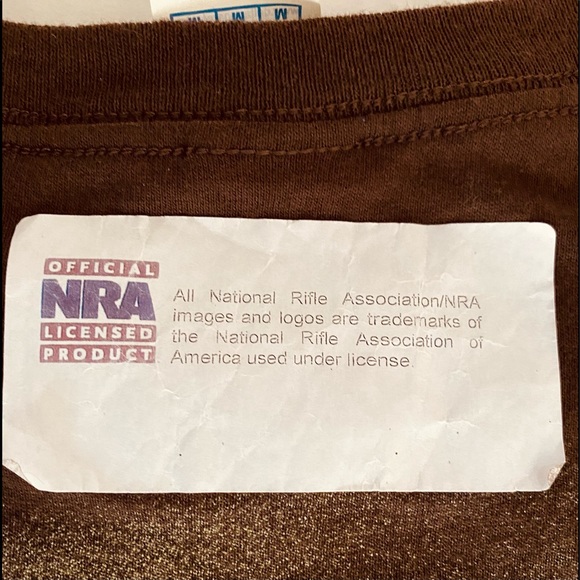 M M M
OFFICIAL
NRA
LICENSED
PRODUCT
All National Rifle Association/NRA
images and logos are trademarks of
the National Rifle Association of
America used under license.